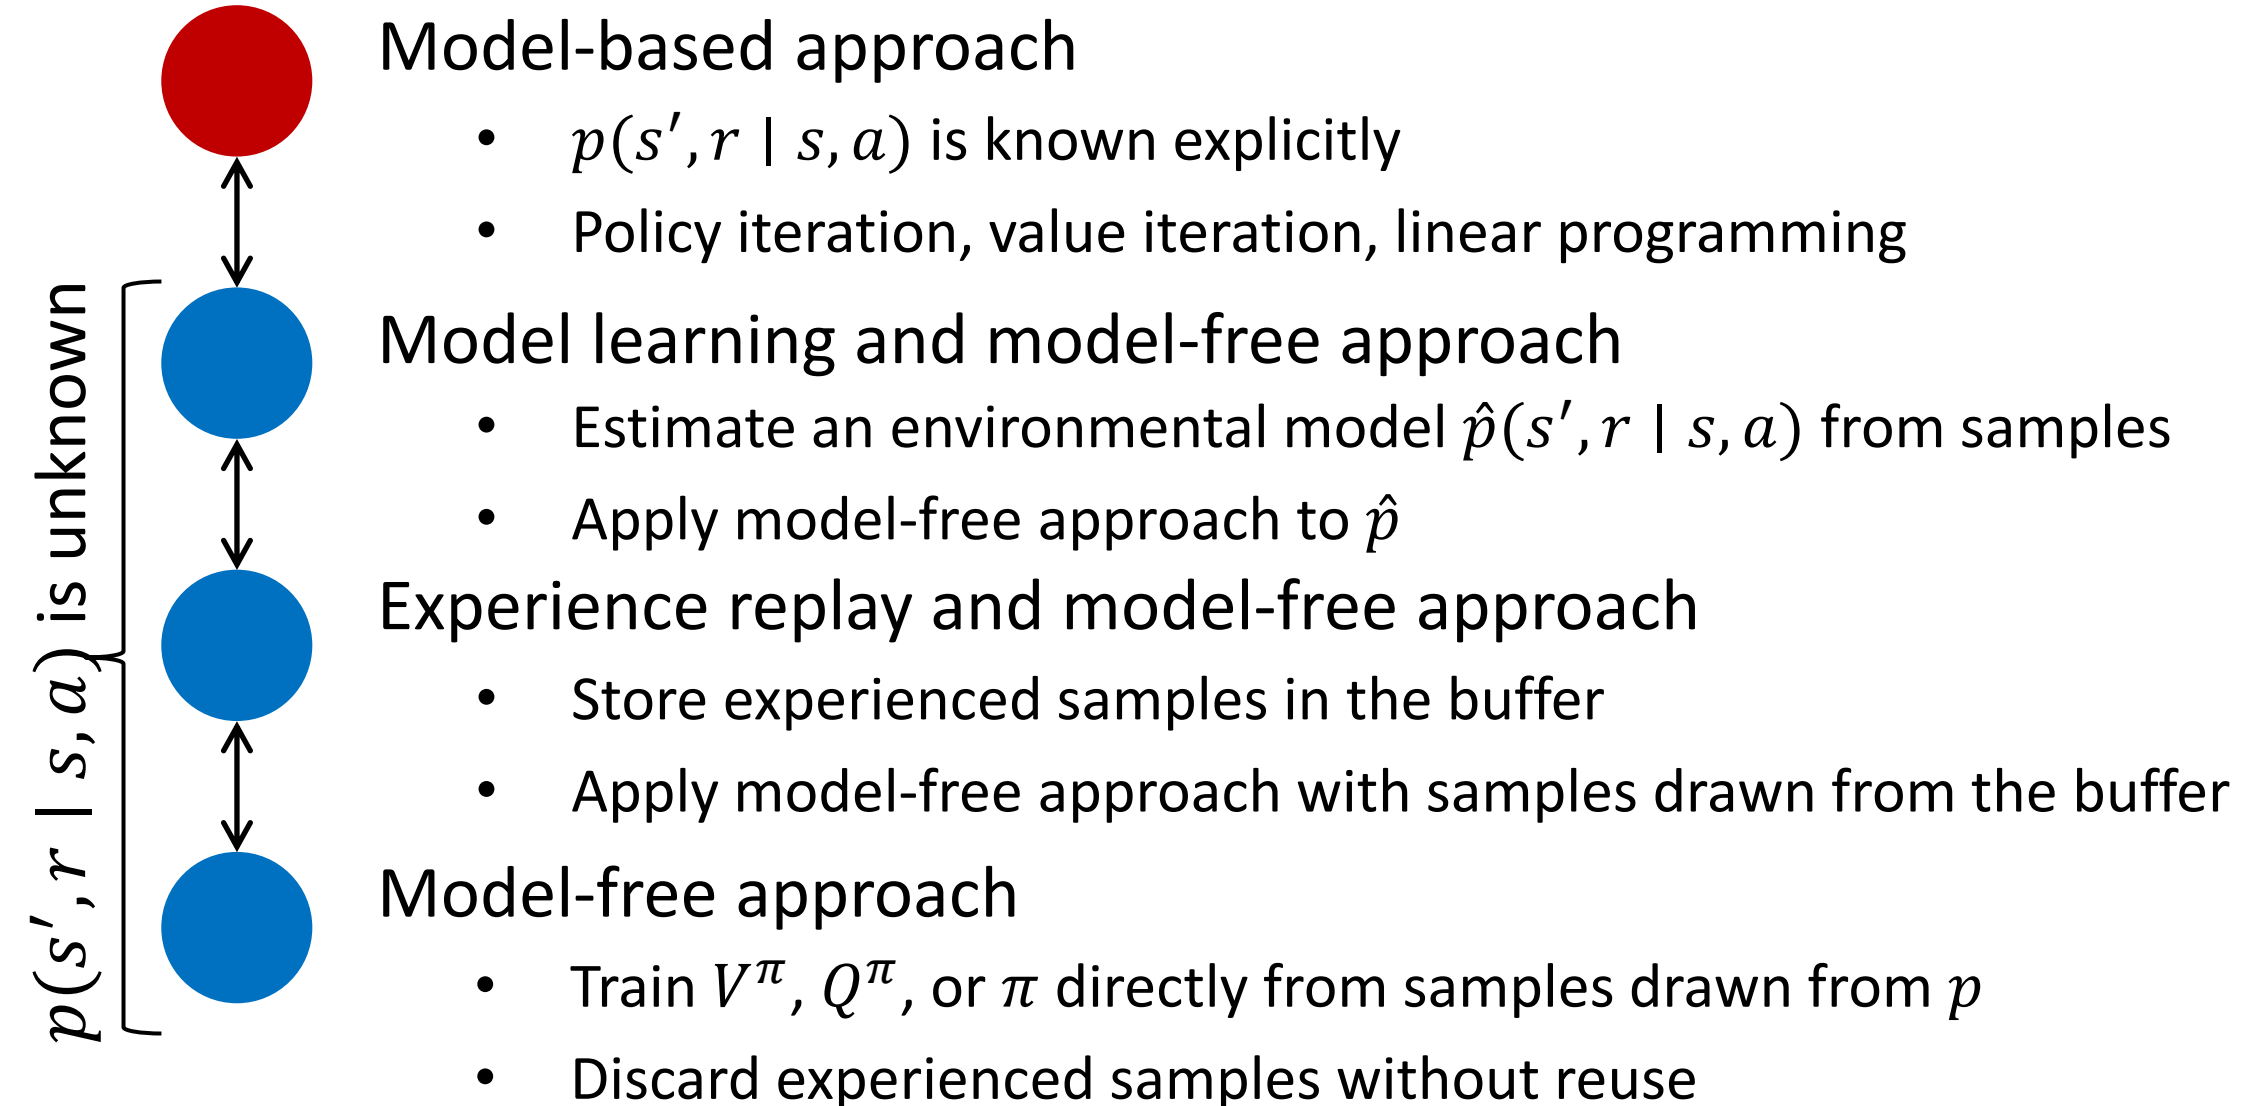 Model-based approach
• p(s′, r | s, a) is known explicitly
• Policy iteration, value iteration, linear programming
Model learning and model-free approach
• Estimate an environmental model p̂(s′, r | s, a) from samples
• Apply model-free approach to p̂
Experience replay and model-free approach
• Store experienced samples in the buffer
• Apply model-free approach with samples drawn from the buffer
Model-free approach
• Train V^π, Q^π, or π directly from samples drawn from p
• Discard experienced samples without reuse
p(s′, r | s, a) is unknown